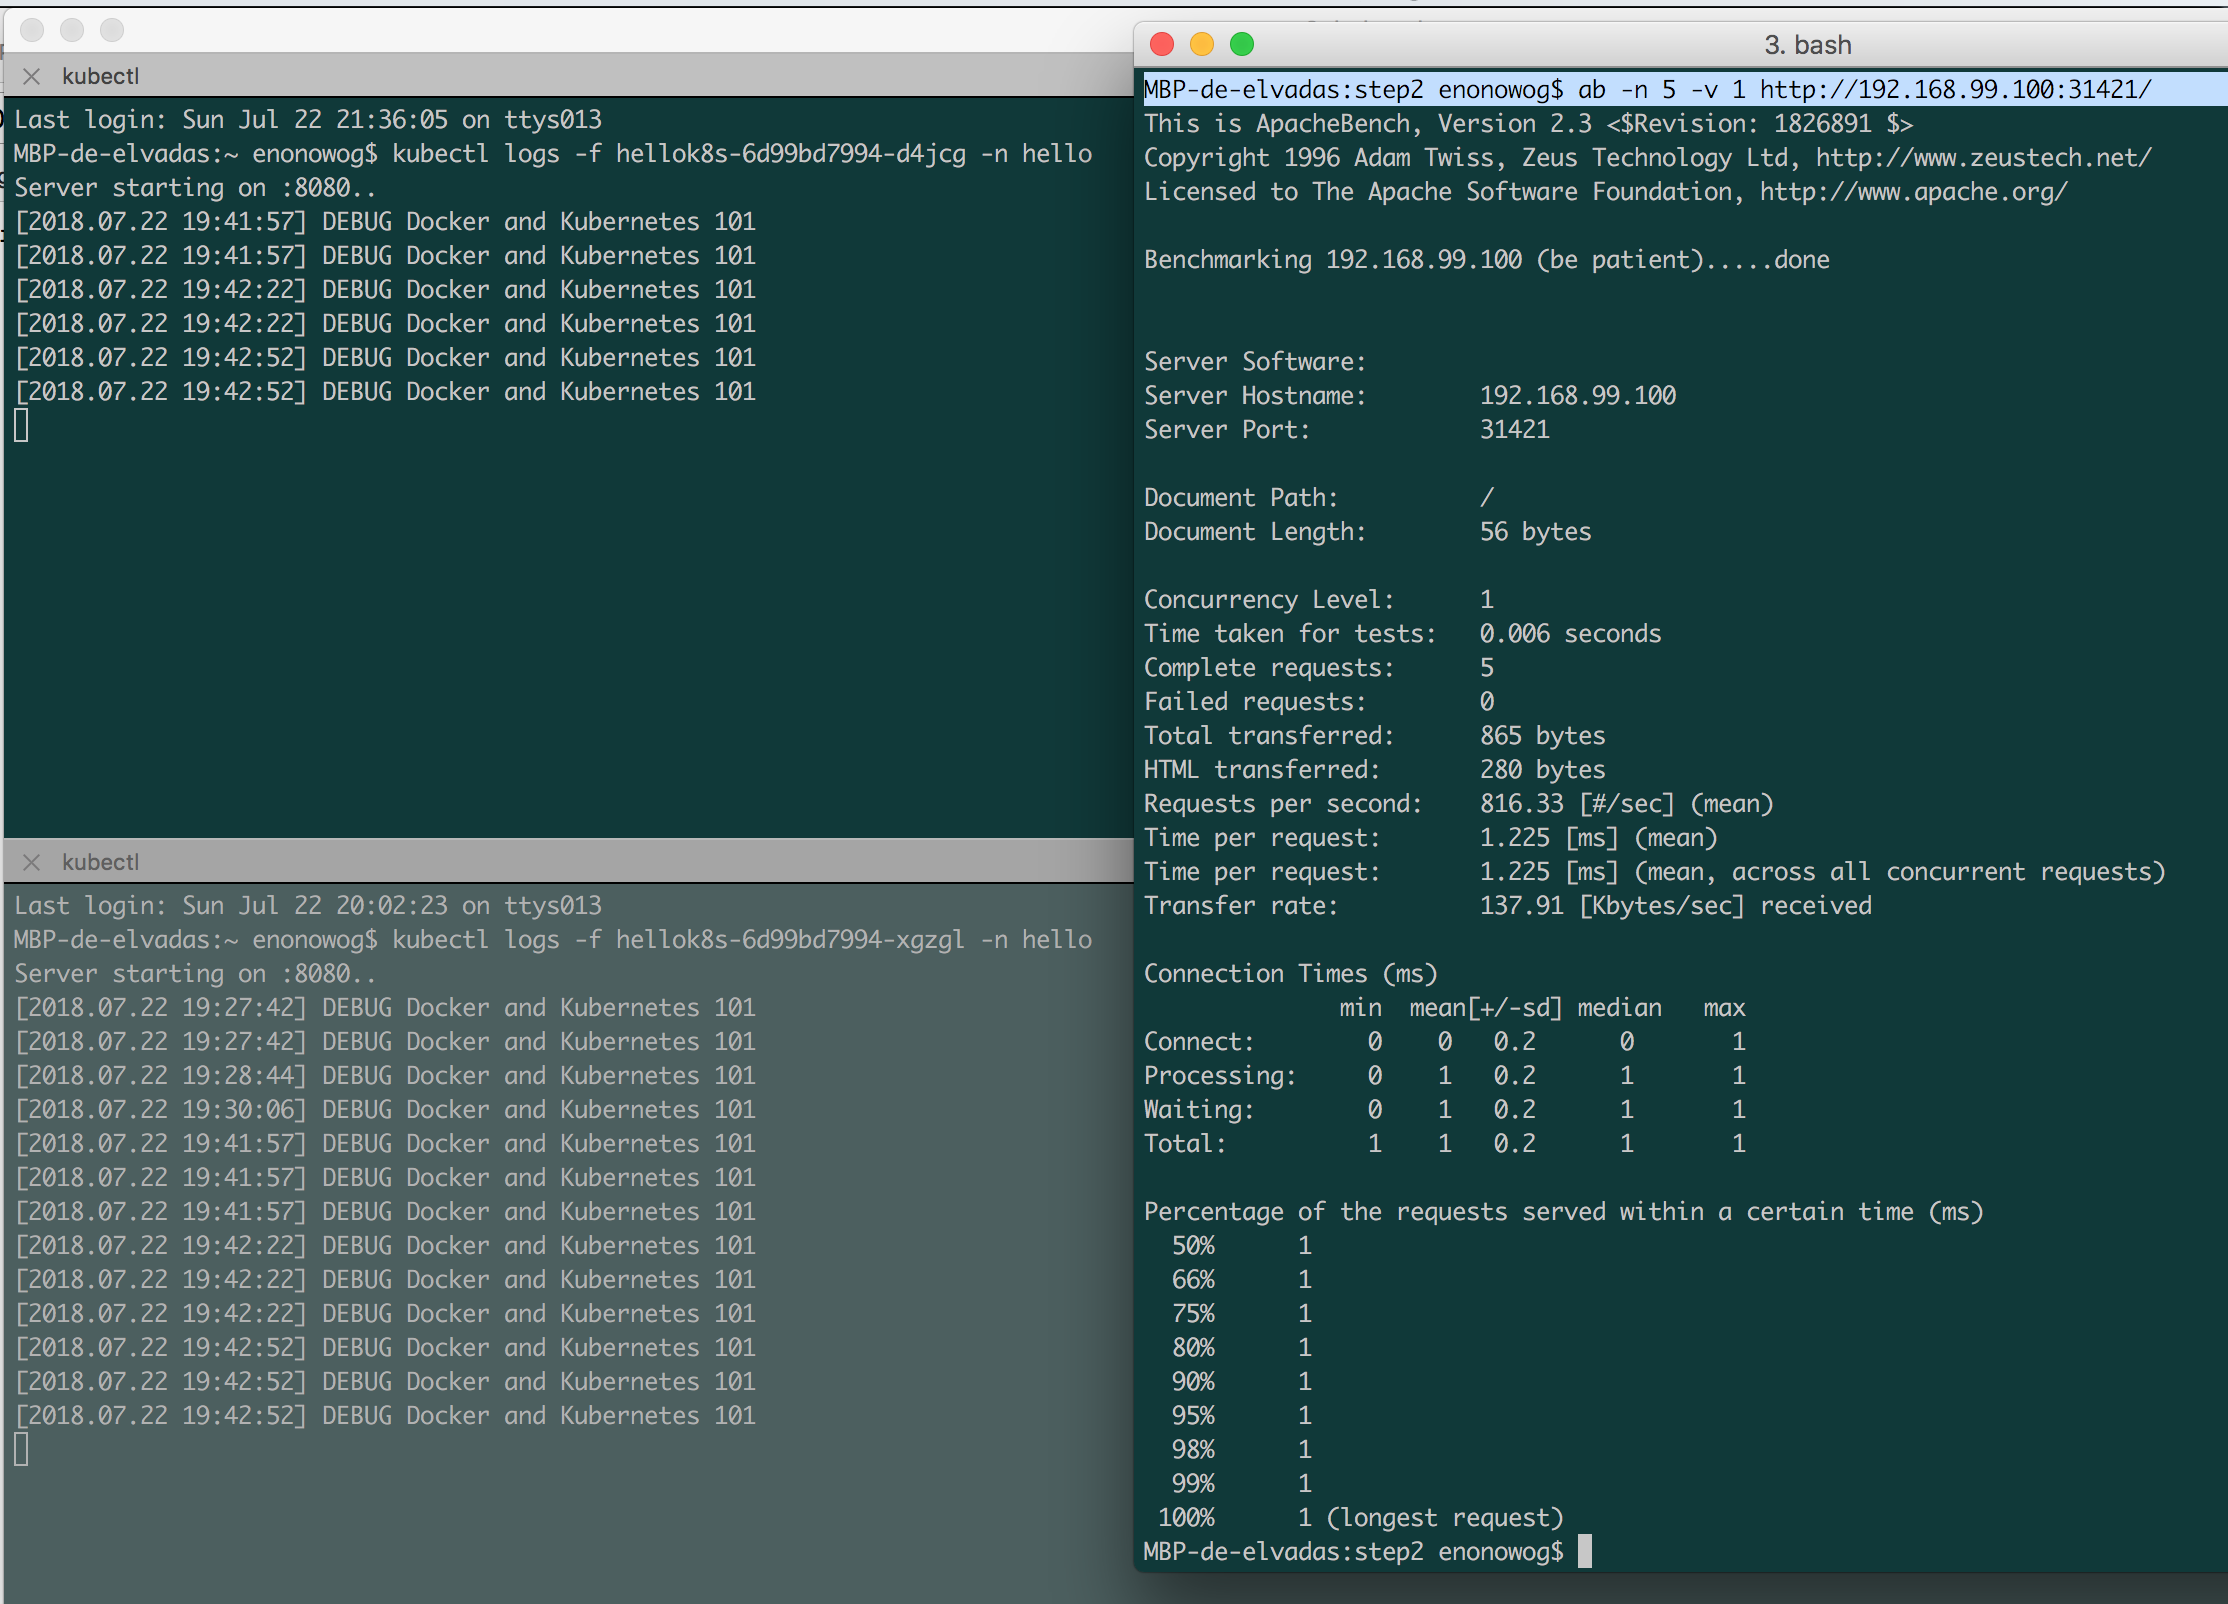 kubectl
Last login: Sun Jul 22 21:36:05 on ttys013
MBP-de-elvadas:~ enonowog$ kubectl logs -f hellok8s-6d99bd7994-d4jcg -n hello
Server starting on :8080..
[2018.07.22 19:41:57] DEBUG Docker and Kubernetes 101
[2018.07.22 19:41:57] DEBUG Docker and Kubernetes 101
[2018.07.22 19:42:22] DEBUG Docker and Kubernetes 101
[2018.07.22 19:42:22] DEBUG Docker and Kubernetes 101
[2018.07.22 19:42:52] DEBUG Docker and Kubernetes 101
[2018.07.22 19:42:52] DEBUG Docker and Kubernetes 101
kubectl
Last login: Sun Jul 22 20:02:23 on ttys013
MBP-de-elvadas:~ enonowog$ kubectl logs -f hellok8s-6d99bd7994-xgzgl -n hello
Server starting on :8080..
[2018.07.22 19:27:42] DEBUG Docker and Kubernetes 101
[2018.07.22 19:27:42] DEBUG Docker and Kubernetes 101
[2018.07.22 19:28:44] DEBUG Docker and Kubernetes 101
[2018.07.22 19:30:06] DEBUG Docker and Kubernetes 101
[2018.07.22 19:41:57] DEBUG Docker and Kubernetes 101
[2018.07.22 19:41:57] DEBUG Docker and Kubernetes 101
[2018.07.22 19:41:57] DEBUG Docker and Kubernetes 101
[2018.07.22 19:42:22] DEBUG Docker and Kubernetes 101
[2018.07.22 19:42:22] DEBUG Docker and Kubernetes 101
[2018.07.22 19:42:22] DEBUG Docker and Kubernetes 101
[2018.07.22 19:42:52] DEBUG Docker and Kubernetes 101
[2018.07.22 19:42:52] DEBUG Docker and Kubernetes 101
[2018.07.22 19:42:52] DEBUG Docker and Kubernetes 101
3. bash
MBP-de-elvadas:step2 enonowog$ ab -n 5 -v 1 http://192.168.99.100:31421/
This is ApacheBench, Version 2.3 <$Revision: 1826891 $>
Copyright 1996 Adam Twiss, Zeus Technology Ltd, http://www.zeustech.net/
Licensed to The Apache Software Foundation, http://www.apache.org/
Benchmarking 192.168.99.100 (be patient).....done
Server Software:
Server Hostname: 192.168.99.100
Server Port: 31421
Document Path: /
Document Length: 56 bytes
Concurrency Level: 1
Time taken for tests: 0.006 seconds
Complete requests: 5
Failed requests: 0
Total transferred: 865 bytes
HTML transferred: 280 bytes
Requests per second: 816.33 [#/sec] (mean)
Time per request: 1.225 [ms] (mean)
Time per request: 1.225 [ms] (mean, across all concurrent requests)
Transfer rate: 137.91 [Kbytes/sec] received
Connection Times (ms)
min mean[+/-sd] median max
Connect: 0 0 0.2 0 1
Processing: 0 1 0.2 1 1
Waiting: 0 1 0.2 1 1
Total: 1 1 0.2 1 1
Percentage of the requests served within a certain time (ms)
50% 1
66% 1
75% 1
80% 1
90% 1
95% 1
98% 1
99% 1
100% 1 (longest request)
MBP-de-elvadas:step2 enonowog$